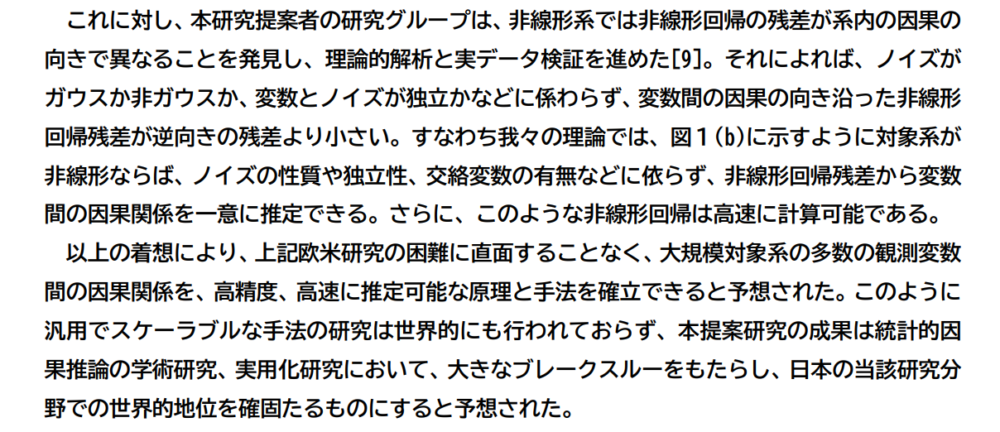 これに対し、本研究提案者の研究グループは、非線形系では非線形回帰の残差が系内の因果の
向きで異なることを発見し、理論的解析と実データ検証を進めた[9]。それによれば、ノイズが
ガウスか非ガウスか、変数とノイズが独立かなどに係わらず、変数間の因果の向き沿った非線形
回帰残差が逆向きの残差より小さい。すなわち我々の理論では、図１(b)に示すように対象系が
非線形ならば、ノイズの性質や独立性、交絡変数の有無などに依らず、非線形回帰残差から変数
間の因果関係を一意に推定できる。さらに、このような非線形回帰は高速に計算可能である。
以上の着想により、上記欧米研究の困難に直面することなく、大規模対象系の多数の観測変数
間の因果関係を、高精度、高速に推定可能な原理と手法を確立できると予想された。このように
汎用でスケーラブルな手法の研究は世界的にも行われておらず、本提案研究の成果は統計的因
果推論の学術研究、実用化研究において、大きなブレークスルーをもたらし、日本の当該研究分
野での世界的地位を確固たるものにすると予想された。